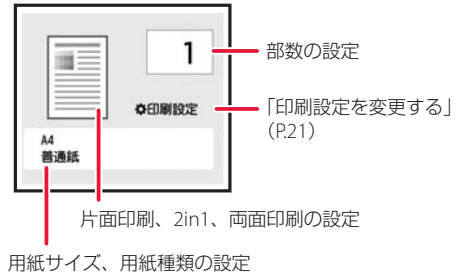 1
部数の設定
印刷設定
「印刷設定を変更する」
(P.21)
A4
普通紙
片面印刷、2in1、両面印刷の設定
用紙サイズ、用紙種類の設定